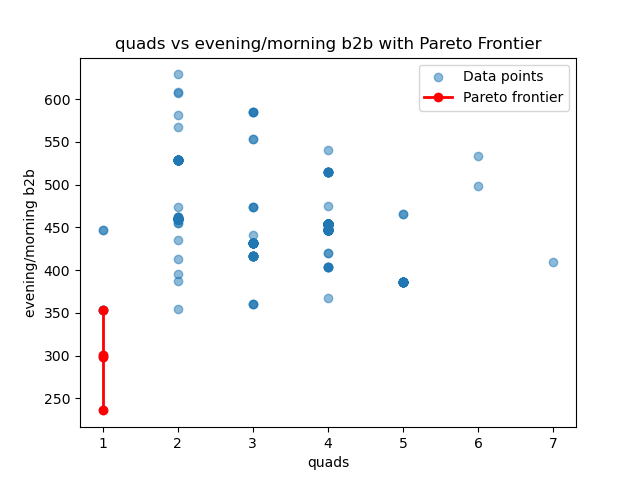 quads vs evening/morning b2b with Pareto Frontier
Data points
Pareto frontier
evening/morning b2b
600
550
500
450
400
350
300
250
1 2 3 4 5 6 7
quads